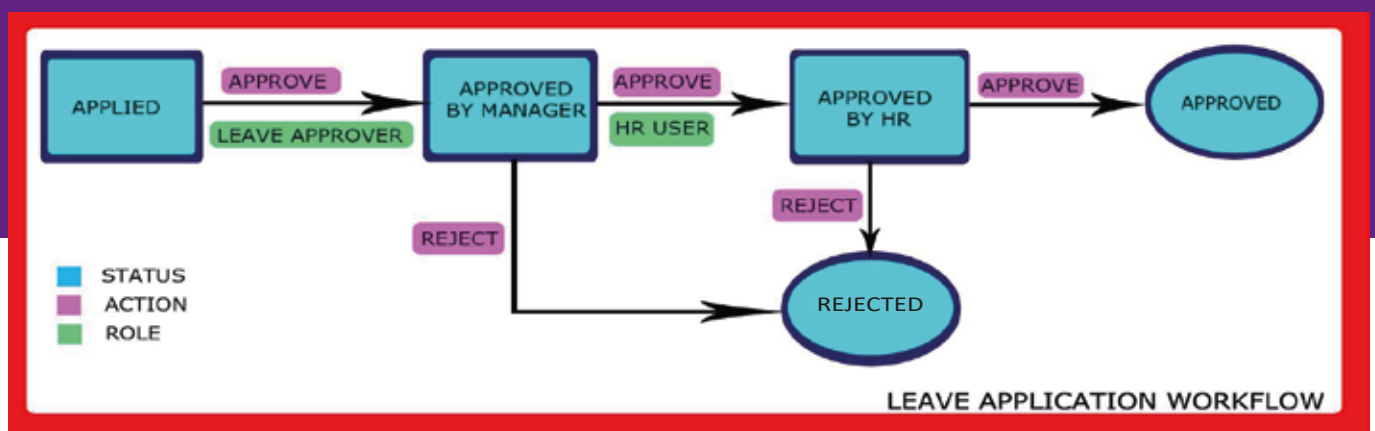 APPLIED
APPROVE
LEAVE APPROVER
APPROVED
BY MANAGER
APPROVE
HR USER
APPROVED
BY HR
APPROVE
APPROVED
REJECT
REJECT
REJECTED
STATUS
ACTION
ROLE
LEAVE APPLICATION WORKFLOW